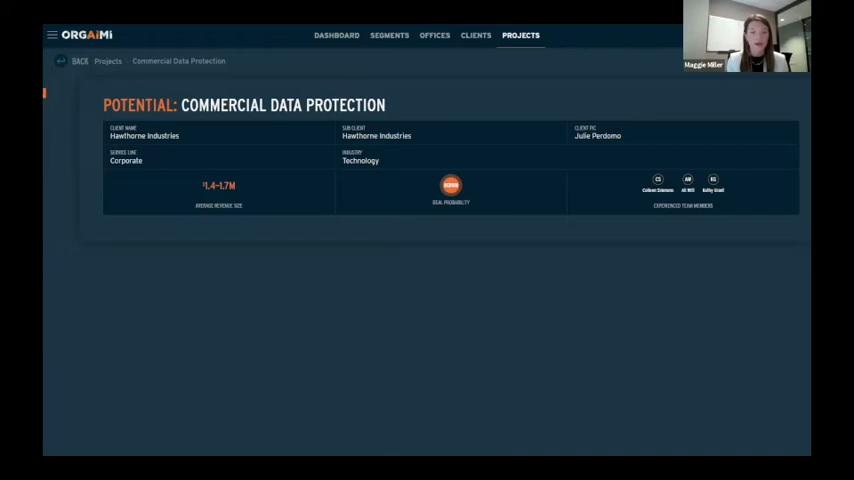 ORGAiMi
DASHBOARD SEGMENTS OFFICES CLIENTS PROJECTS
Maggie Miller
BACK Projects - Commercial Data Protection
POTENTIAL: COMMERCIAL DATA PROTECTION
CLIENT NAME
Hawthorne Industries
SUB CLIENT
Hawthorne Industries
CLIENT PIC
Julie Perdomo
SERVICE LINE
Corporate
INDUSTRY
Technology
$1.4-1.7M
AVERAGE REVENUE SIZE
MEDIUM
DEAL PROBABILITY
CS AW KG
EXPERIENCED TEAM MEMBERS